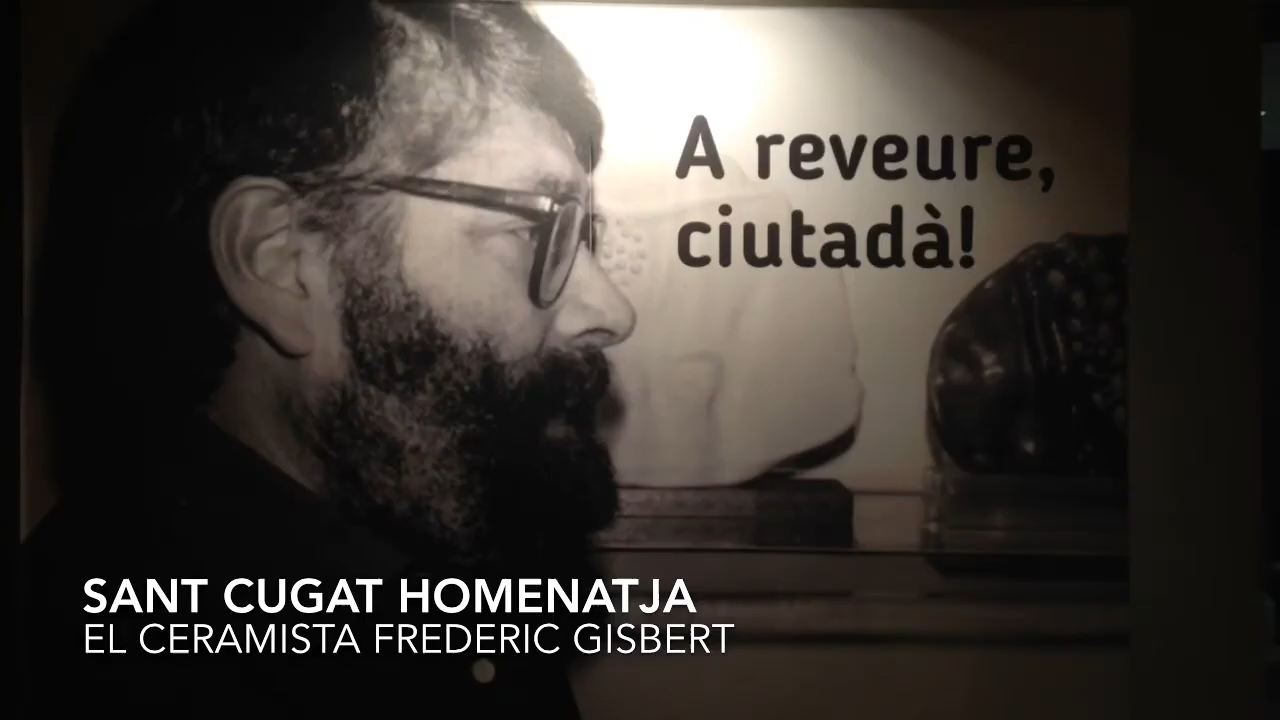 A reveure,
ciutadà!
SANT CUGAT HOMENATJA
EL CERAMISTA FREDERIC GISBERT